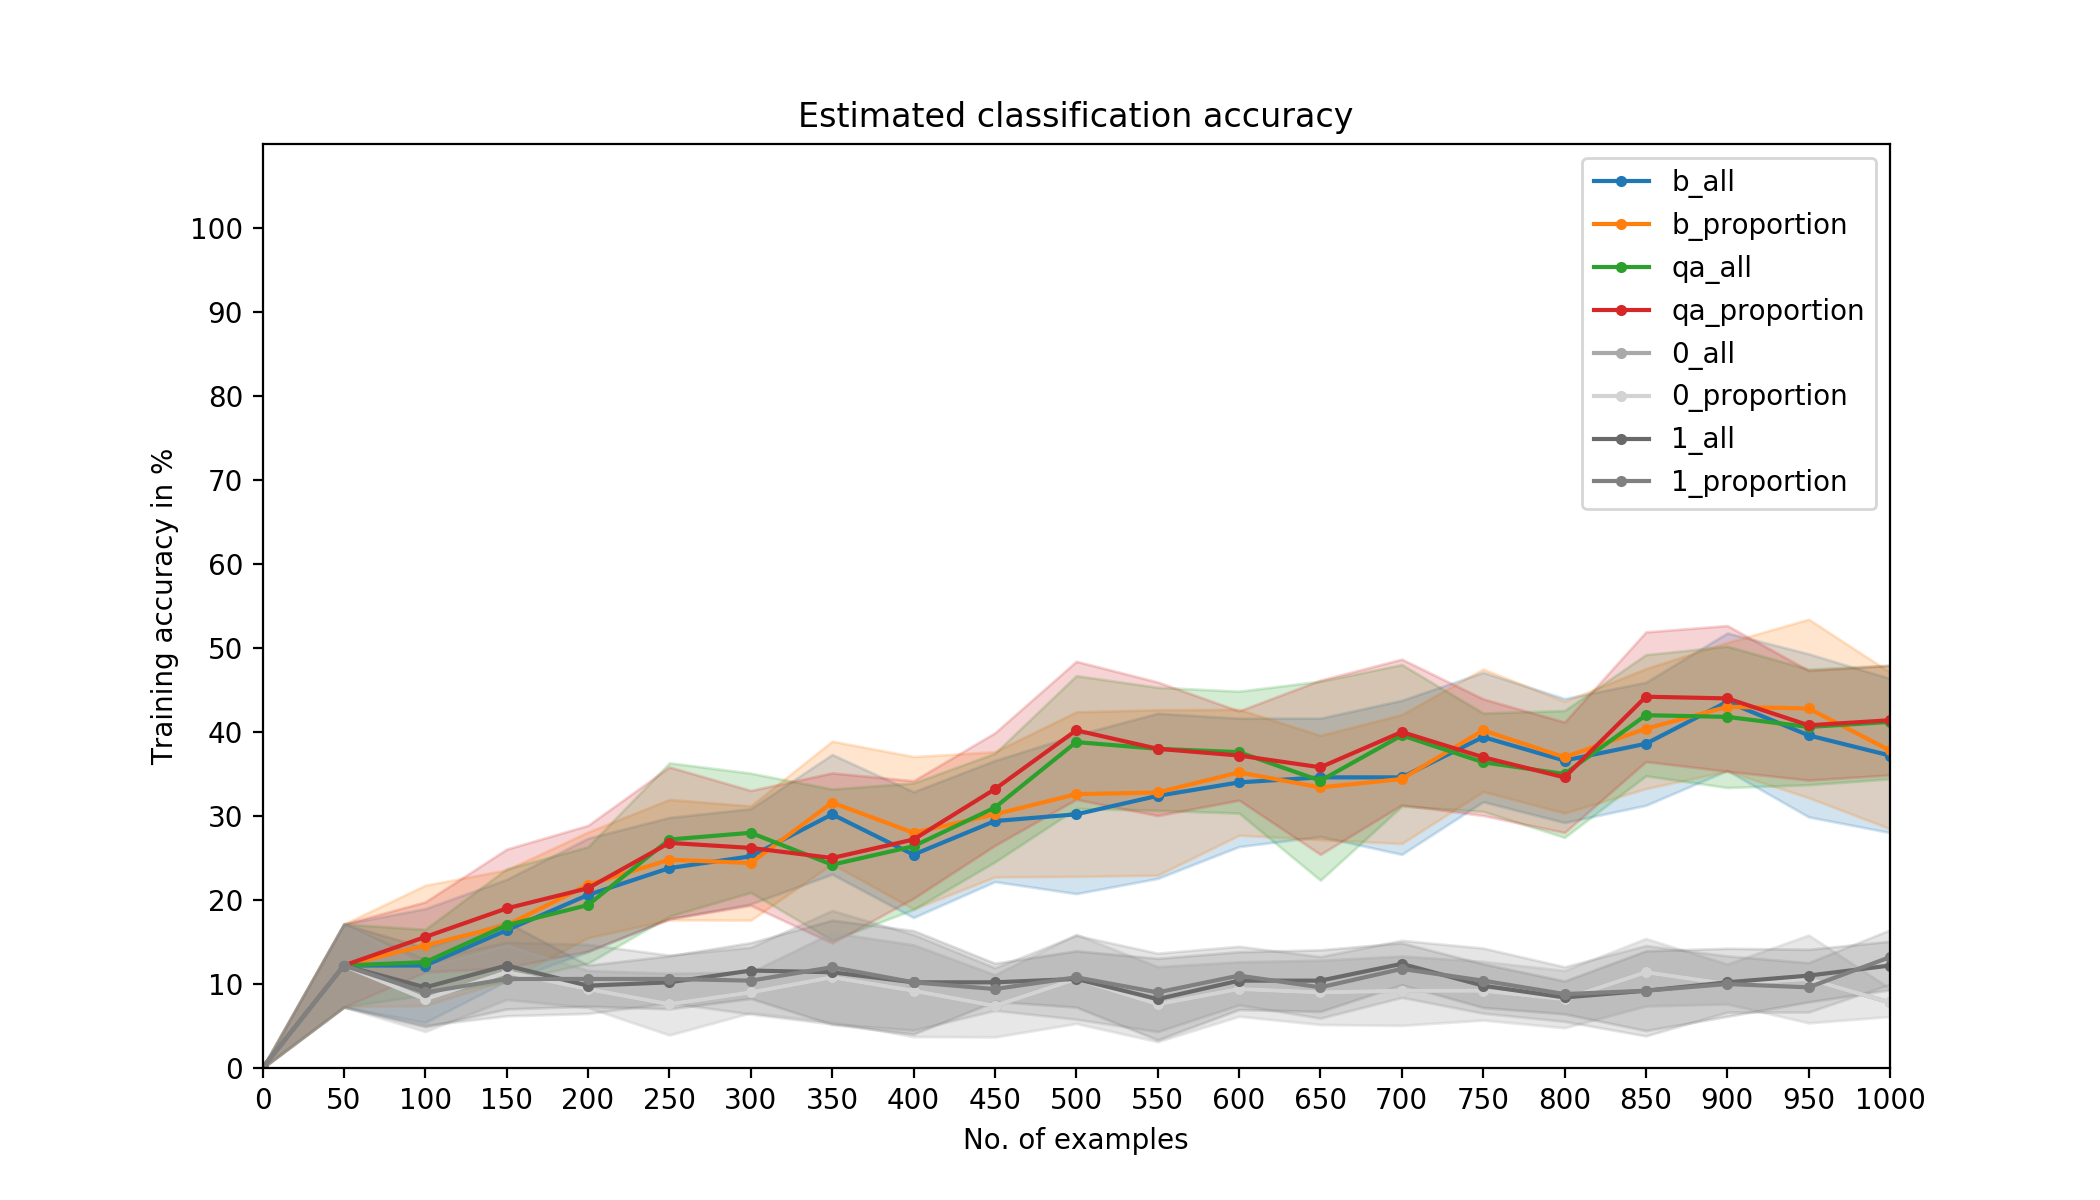 Estimated classification accuracy
Training accuracy in %
100
90
80
70
60
50
40
30
20
10
0
b_all
b_proportion
qa_all
qa_proportion
0_all
0_proportion
1_all
1_proportion
0 50 100 150 200 250 300 350 400 450 500 550 600 650 700 750 800 850 900 950 1000
No. of examples